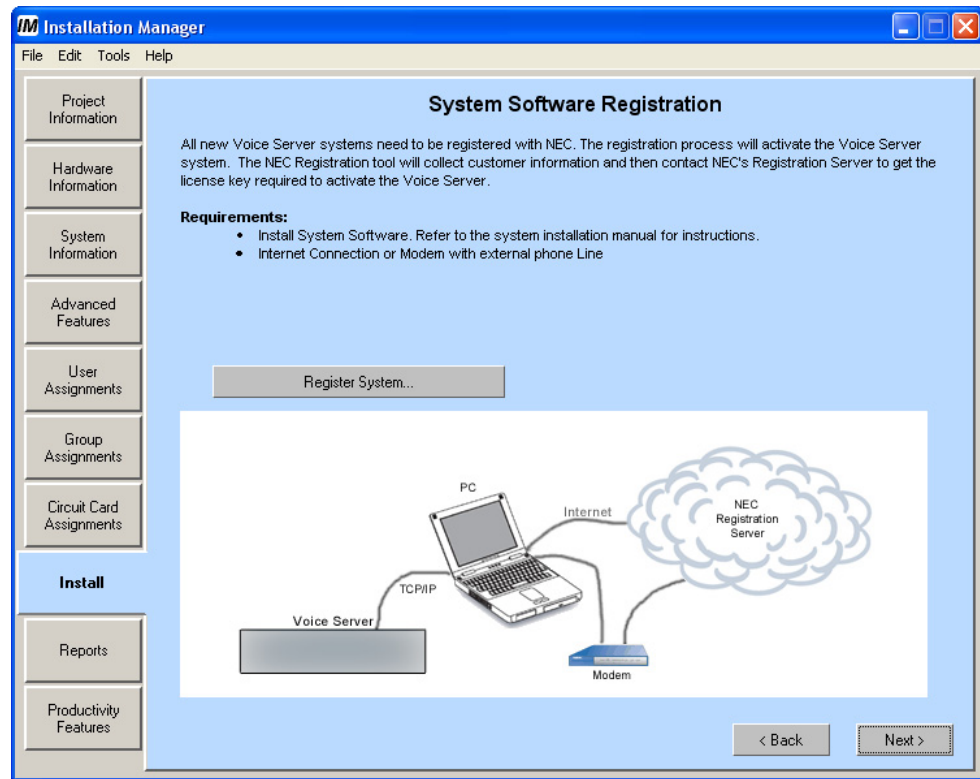 IM Installation Manager
File Edit Tools Help
Project
Information
Hardware
Information
System
Information
Advanced
Features
User
Assignments
Group
Assignments
Circuit Card
Assignments
Install
Reports
Productivity
Features
System Software Registration
All new Voice Server systems need to be registered with NEC. The registration process will activate the Voice Server
system. The NEC Registration tool will collect customer information and then contact NEC's Registration Server to get the
license key required to activate the Voice Server.
Requirements:
• Install System Software. Refer to the system installation manual for instructions.
• Internet Connection or Modem with external phone Line
Register System...
PC
Internet
NEC
Registration
Server
TCP/IP
Voice Server
Modem
< Back
Next >